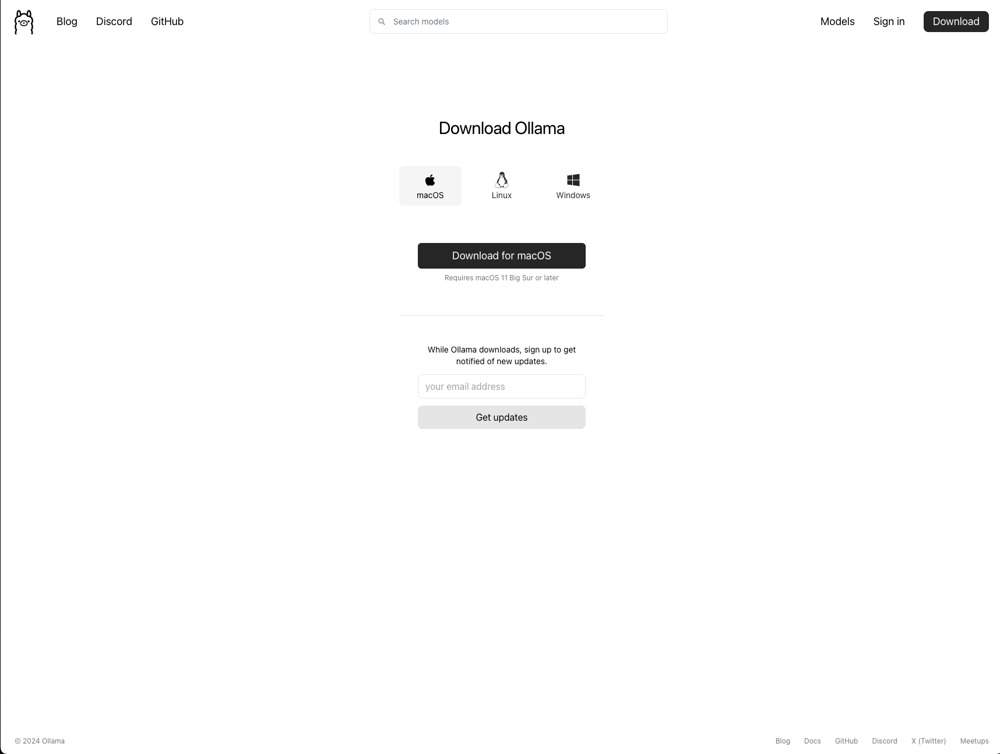 Blog Discord GitHub Search models Models Sign in Download
Download Ollama
macOS Linux Windows
Download for macOS
Requires macOS 11 Big Sur or later
While Ollama downloads, sign up to get
notified of new updates.
your email address
Get updates
© 2024 Ollama Blog Docs GitHub Discord X (Twitter) Meetups